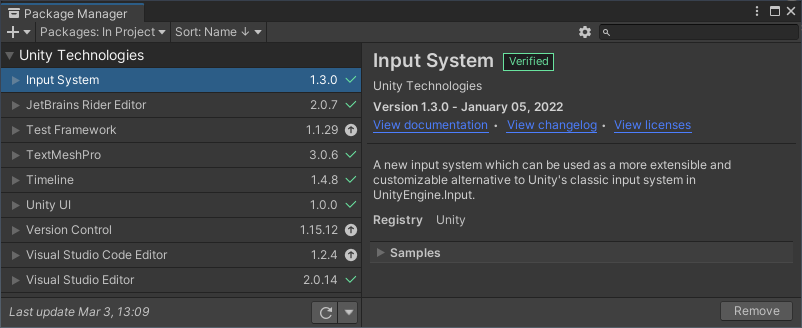 Package Manager
+ Packages: In Project Sort: Name ↓
Unity Technologies
Input System 1.3.0
JetBrains Rider Editor 2.0.7
Test Framework 1.1.29
TextMeshPro 3.0.6
Timeline 1.4.8
Unity UI 1.0.0
Version Control 1.15.12
Visual Studio Code Editor 1.2.4
Visual Studio Editor 2.0.14
Last update Mar 3, 13:09
Input System Verified
Unity Technologies
Version 1.3.0 - January 05, 2022
View documentation • View changelog • View licenses
A new input system which can be used as a more extensible and
customizable alternative to Unity's classic input system in
UnityEngine.Input.
Registry Unity
Samples
Remove